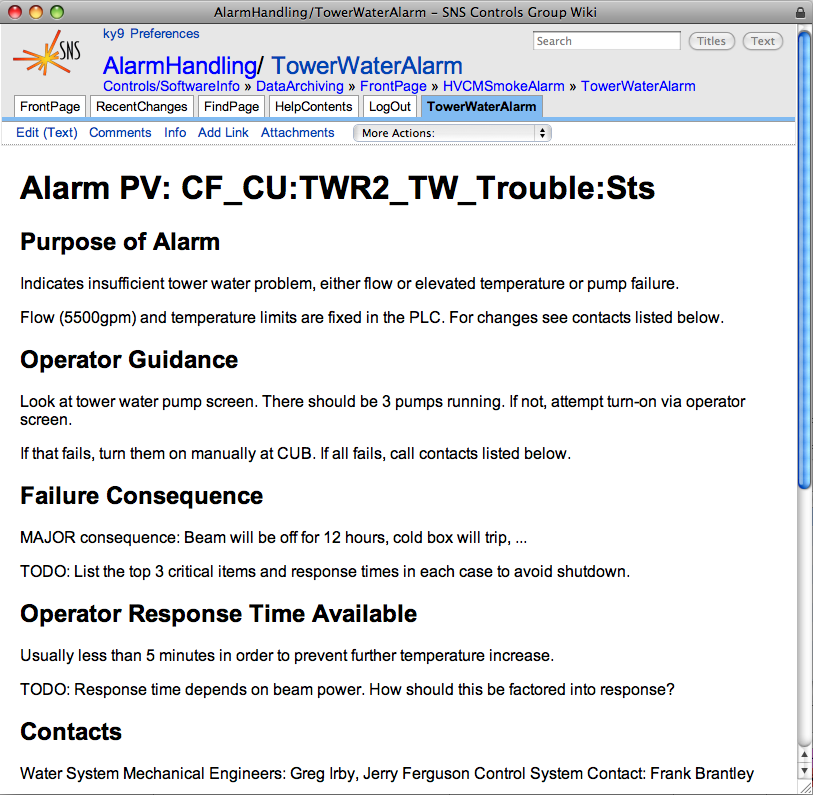 AlarmHandling/TowerWaterAlarm – SNS Controls Group Wiki
SNS
ky9 Preferences
Search
Titles
Text
AlarmHandling/ TowerWaterAlarm
Controls/SoftwareInfo » DataArchiving » FrontPage » HVCMSmokeAlarm » TowerWaterAlarm
FrontPage RecentChanges FindPage HelpContents LogOut TowerWaterAlarm
Edit (Text) Comments Info Add Link Attachments More Actions:
Alarm PV: CF_CU:TWR2_TW_Trouble:Sts
Purpose of Alarm
Indicates insufficient tower water problem, either flow or elevated temperature or pump failure.
Flow (5500gpm) and temperature limits are fixed in the PLC. For changes see contacts listed below.
Operator Guidance
Look at tower water pump screen. There should be 3 pumps running. If not, attempt turn-on via operator
screen.
If that fails, turn them on manually at CUB. If all fails, call contacts listed below.
Failure Consequence
MAJOR consequence: Beam will be off for 12 hours, cold box will trip, ...
TODO: List the top 3 critical items and response times in each case to avoid shutdown.
Operator Response Time Available
Usually less than 5 minutes in order to prevent further temperature increase.
TODO: Response time depends on beam power. How should this be factored into response?
Contacts
Water System Mechanical Engineers: Greg Irby, Jerry Ferguson Control System Contact: Frank Brantley